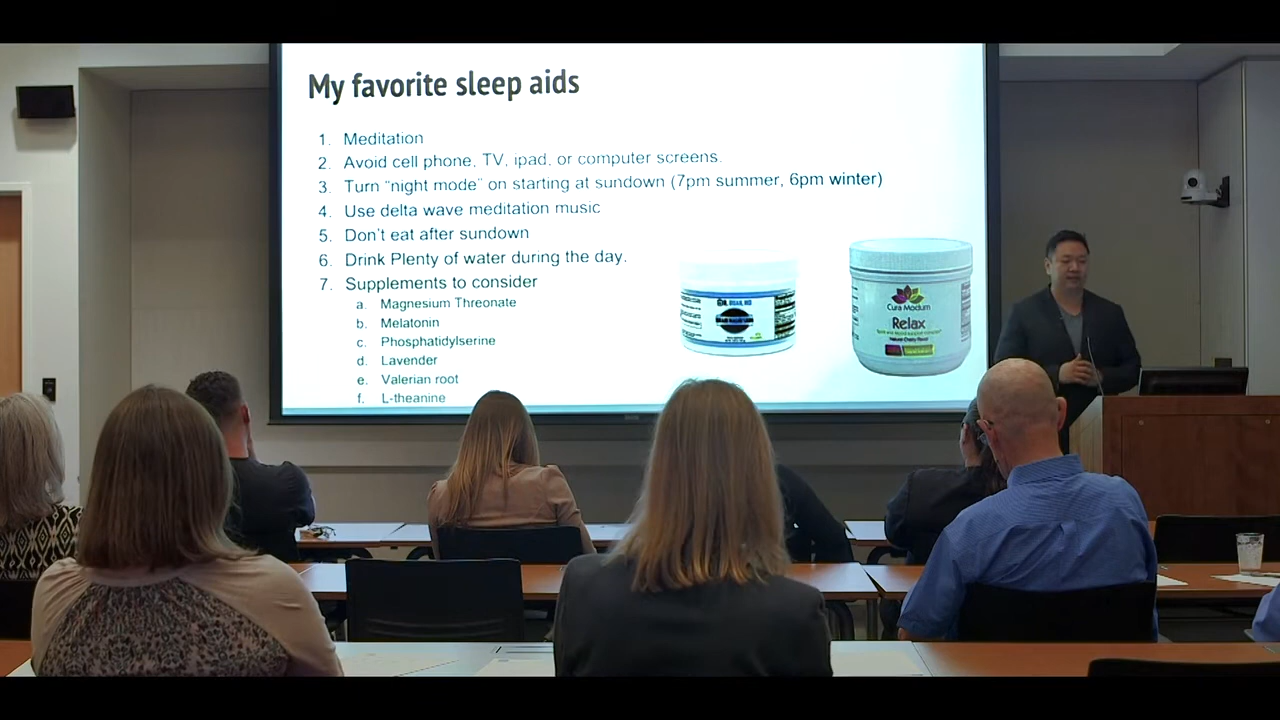 My favorite sleep aids
1. Meditation
2. Avoid cell phone, TV, ipad, or computer screens.
3. Turn "night mode" on starting at sundown (7pm summer, 6pm winter)
4. Use delta wave meditation music
5. Don't eat after sundown
6. Drink Plenty of water during the day.
7. Supplements to consider
a. Magnesium Threonate
b. Melatonin
c. Phosphatidylserine
d. Lavender
e. Valerian root
f. L-theanine
Cura Modum
Relax
Natural Cherry Flavor